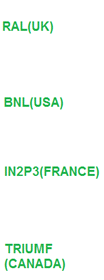 RAL(UK)
BNL(USA)
IN2P3(FRANCE)
TRIUMF
(CANADA)